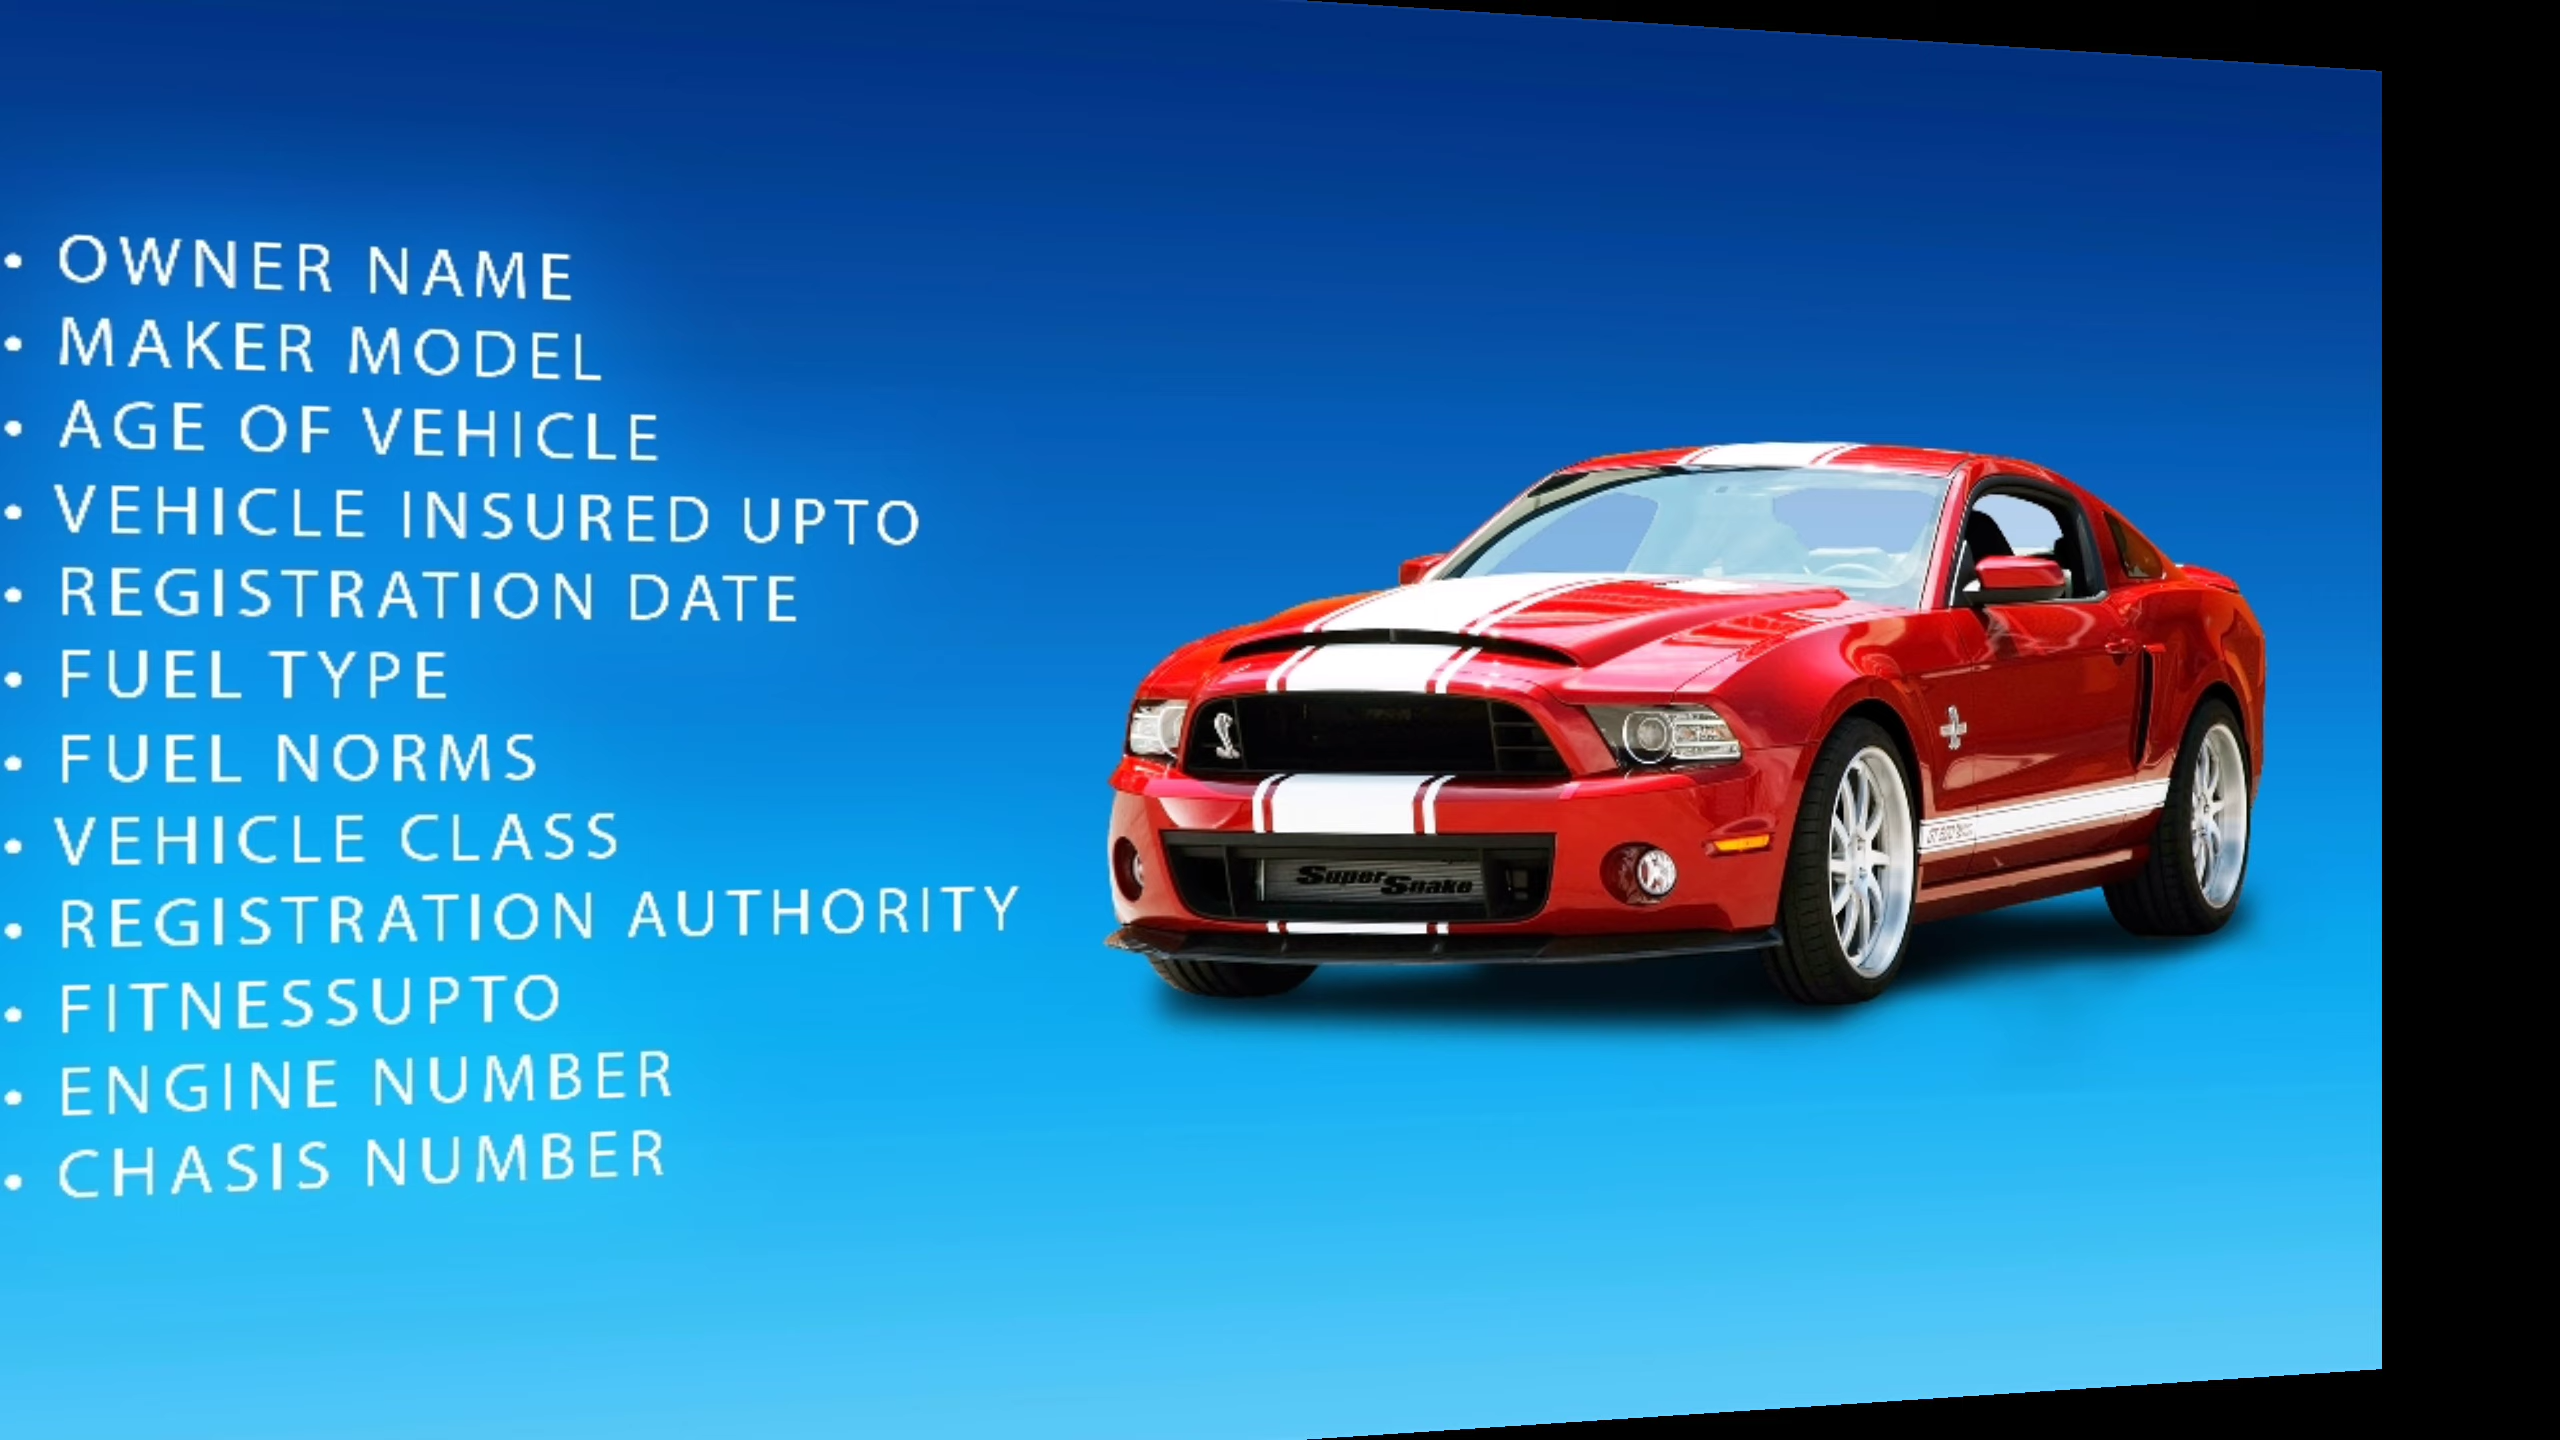 • OWNER NAME
• MAKER MODEL
• AGE OF VEHICLE
• VEHICLE INSURED UPTO
• REGISTRATION DATE
• FUEL TYPE
• FUEL NORMS
• VEHICLE CLASS
• REGISTRATION AUTHORITY
• FITNESSUPTO
• ENGINE NUMBER
• CHASIS NUMBER
Super Snake